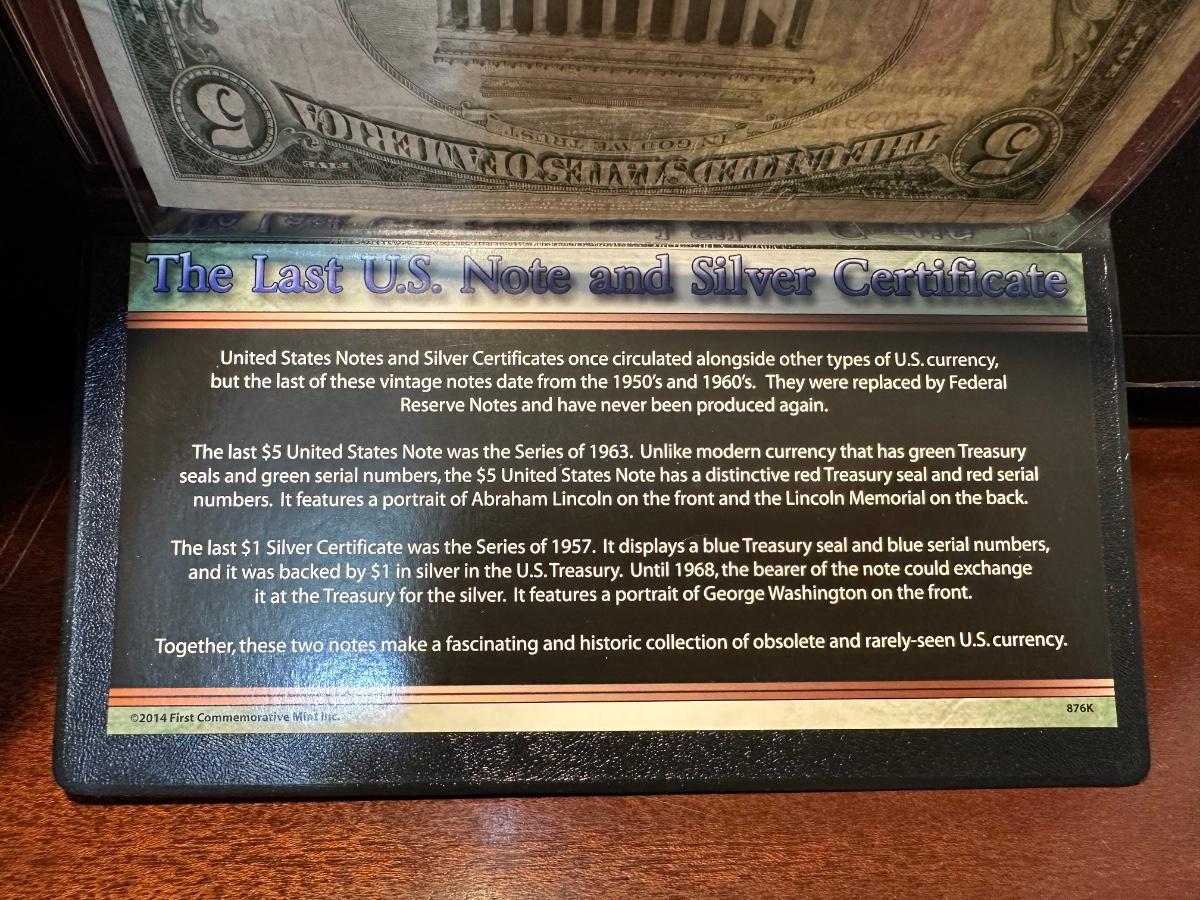 5
THE UNITED STATES OF AMERICA
5
FIVE
IN GOD WE TRUST
The Last U.S. Note and Silver Certificate
United States Notes and Silver Certificates once circulated alongside other types of U.S. currency,
but the last of these vintage notes date from the 1950's and 1960's. They were replaced by Federal
Reserve Notes and have never been produced again.
The last $5 United States Note was the Series of 1963. Unlike modern currency that has green Treasury
seals and green serial numbers, the $5 United States Note has a distinctive red Treasury seal and red serial
numbers. It features a portrait of Abraham Lincoln on the front and the Lincoln Memorial on the back.
The last $1 Silver Certificate was the Series of 1957. It displays a blue Treasury seal and blue serial numbers,
and it was backed by $1 in silver in the U.S. Treasury. Until 1968, the bearer of the note could exchange
it at the Treasury for the silver. It features a portrait of George Washington on the front.
Together, these two notes make a fascinating and historic collection of obsolete and rarely-seen U.S. currency.
©2014 First Commemorative Mint Inc.
876K